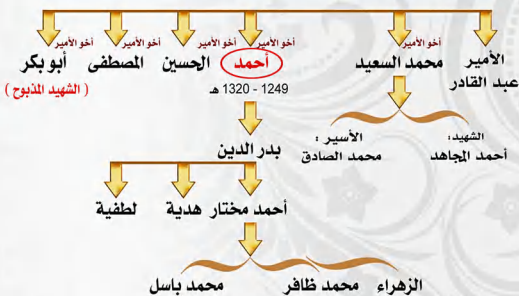 أخو الأمير أخو الأمير أخو الأمير أخو الأمير أخو الأمير
الأمير عبد القادر
محمد السعيد أحمد الحسين المصطفى أبو بكر
( الشهيد المذبوح )
1249 - 1320 هـ
الشهيد:
أحمد المجاهد
الأسير :
محمد الصادق
بدر الدين
أحمد مختار هدية لطفية
الزهراء محمد ظافر محمد باسل